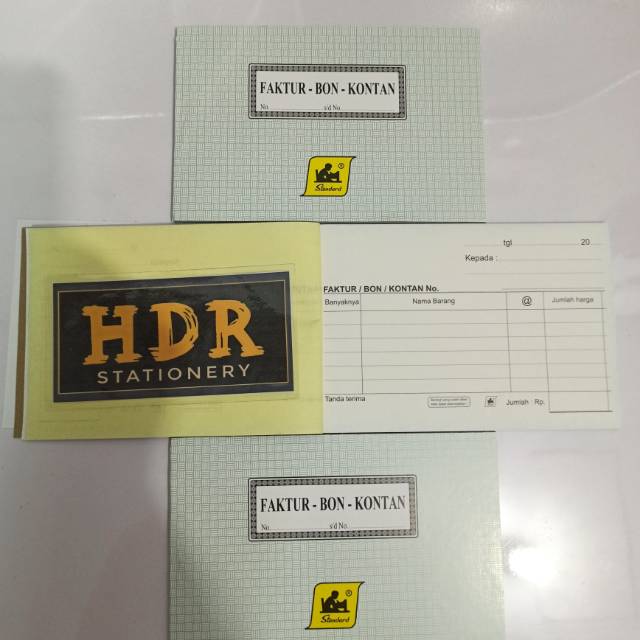 FAKTUR - BON - KONTAN
No. s/d No.
®
Standard
HDR
STATIONERY
tgl 20
Kepada :
FAKTUR / BON / KONTAN No.
Banyaknya Nama Barang @ Jumlah harga
Tanda terima Jumlah Rp.
FAKTUR - BON - KONTAN
No. s/d No.
®
Standard